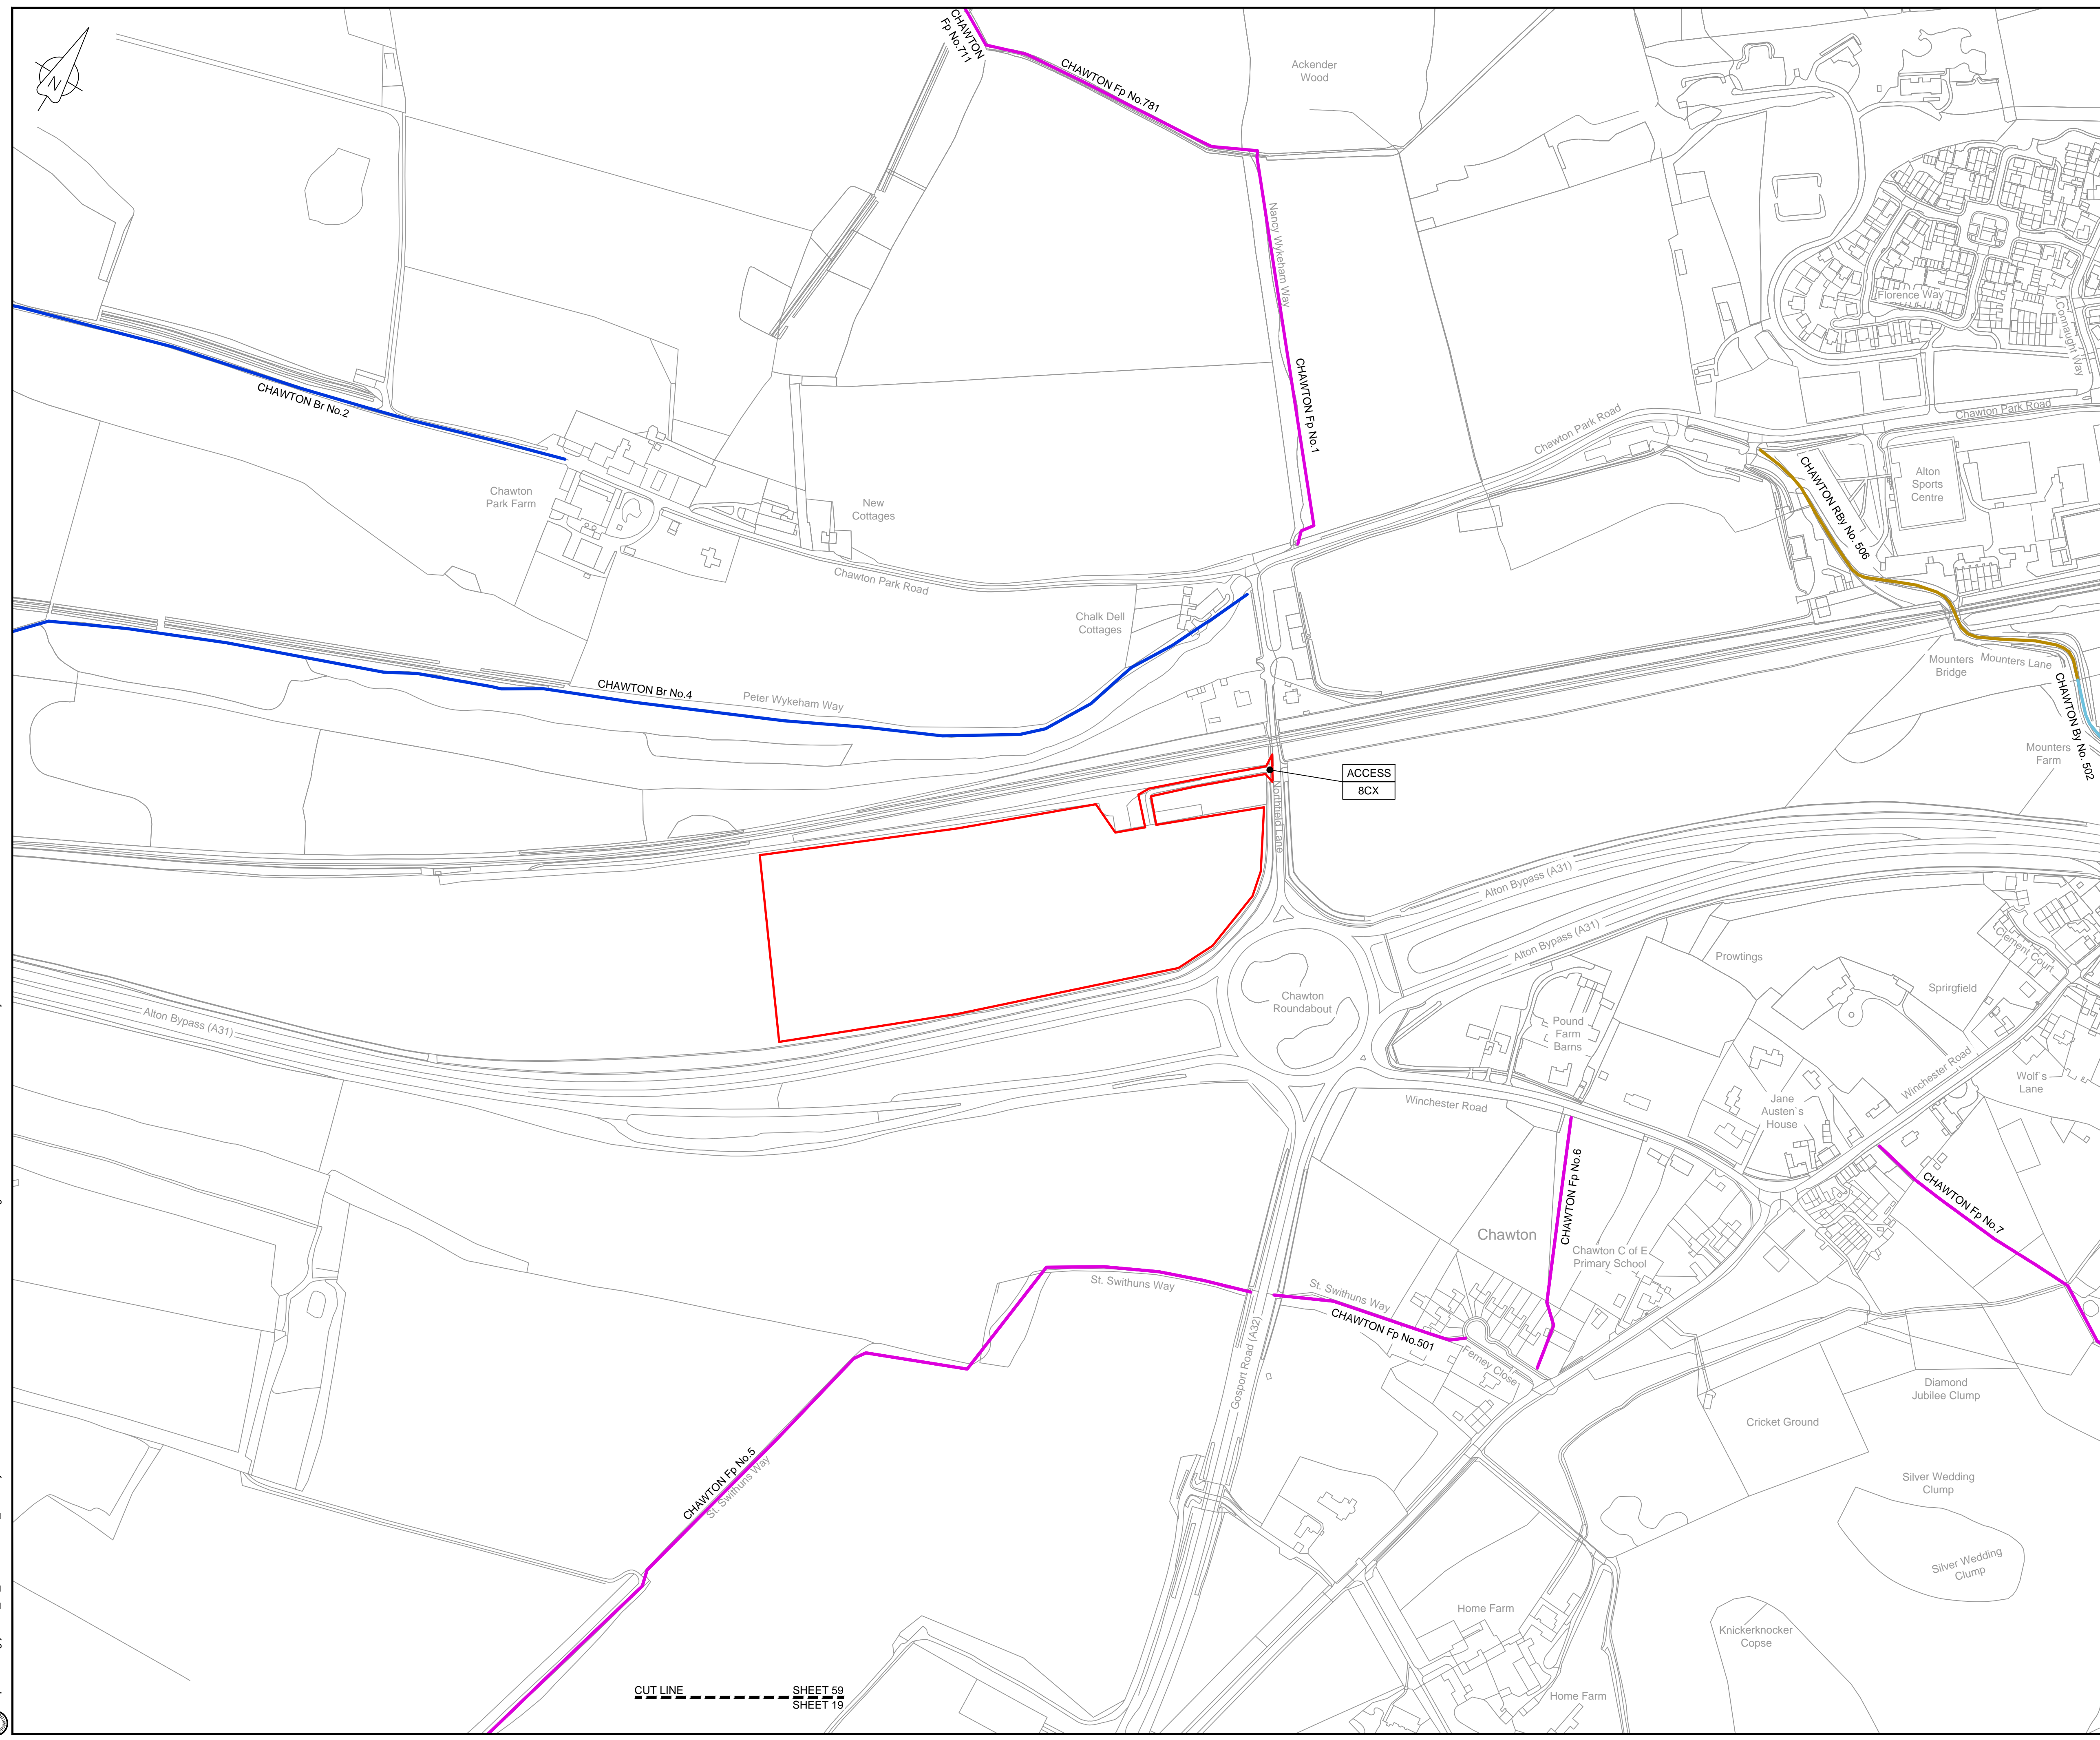 CHAWTON
Fp No.711
CHAWTON Fp No.781
Ackender
Wood
N
Nancy Wykeham Way
Florence Way
Connaught Way
CHAWTON Fp No.1
CHAWTON Br No.2
Chawton Park Road
Chawton Park Road
Chawton
Park Farm
New
Cottages
Alton
Sports
Centre
CHAWTON RBy No. 506
Chawton Park Road
Chalk Dell
Cottages
Mounters
Bridge
Mounters Lane
CHAWTON Br No.4
Peter Wykeham Way
CHAWTON By No. 502
Mounters
Farm
ACCESS
8CX
Northfield Lane
Alton Bypass (A31)
Alton Bypass (A31)
Clement Court
Prowtings
Sprirgfield
Chawton
Roundabout
Alton Bypass (A31)
Pound
Farm
Barns
Winchester Road
Wolf`s
Lane
Winchester Road
Jane
Austen`s
House
CHAWTON Fp No.6
CHAWTON Fp No.7
Chawton
Chawton C of E
Primary School
St. Swithuns Way
St. Swithuns Way
CHAWTON Fp No.501
Gosport Road (A32)
Ferney Close
Diamond
Jubilee Clump
Cricket Ground
CHAWTON Fp No.5
St. Swithuns Way
Silver Wedding
Clump
Silver Wedding
Clump
Home Farm
Knickerknocker
Copse
CUT LINE
SHEET 59
SHEET 19
Home Farm